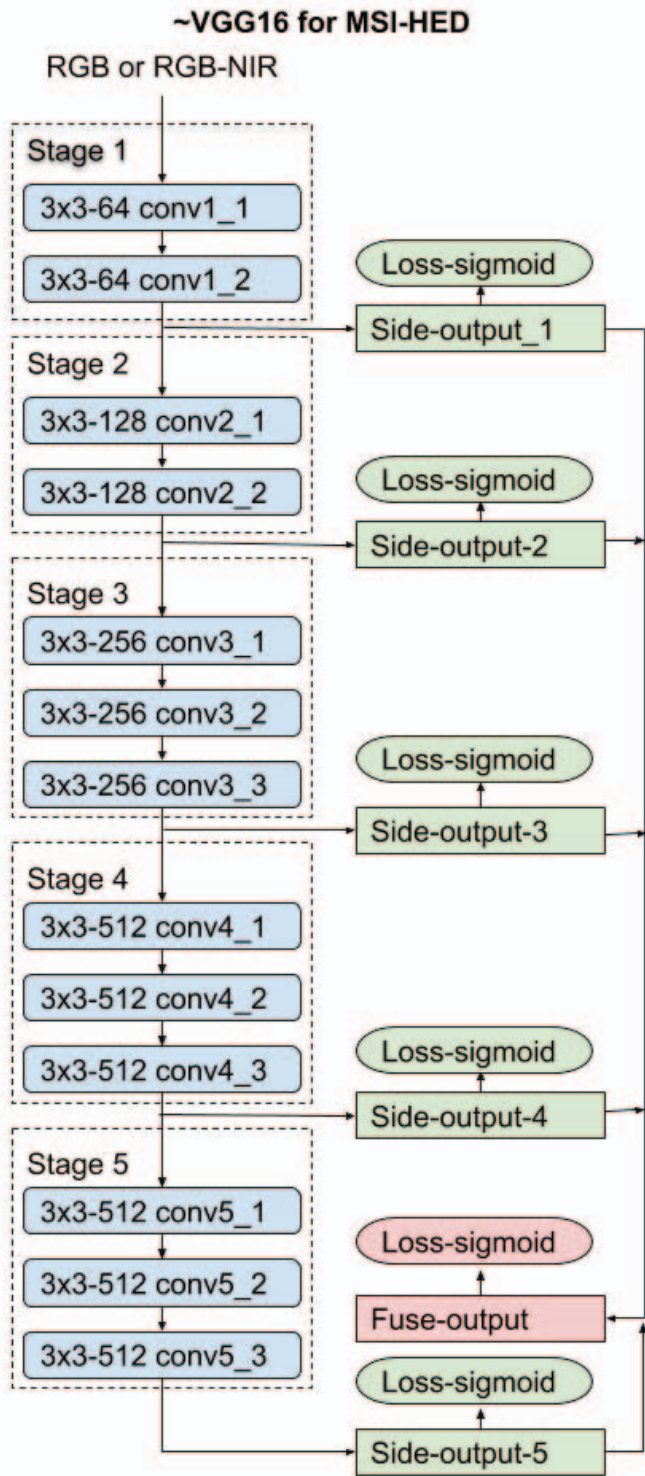 ~VGG16 for MSI-HED
RGB or RGB-NIR
Stage 1
3x3-64 conv1_1
3x3-64 conv1_2
Loss-sigmoid
Side-output_1
Stage 2
3x3-128 conv2_1
3x3-128 conv2_2
Loss-sigmoid
Side-output-2
Stage 3
3x3-256 conv3_1
3x3-256 conv3_2
3x3-256 conv3_3
Loss-sigmoid
Side-output-3
Stage 4
3x3-512 conv4_1
3x3-512 conv4_2
3x3-512 conv4_3
Loss-sigmoid
Side-output-4
Stage 5
3x3-512 conv5_1
3x3-512 conv5_2
3x3-512 conv5_3
Loss-sigmoid
Fuse-output
Loss-sigmoid
Side-output-5